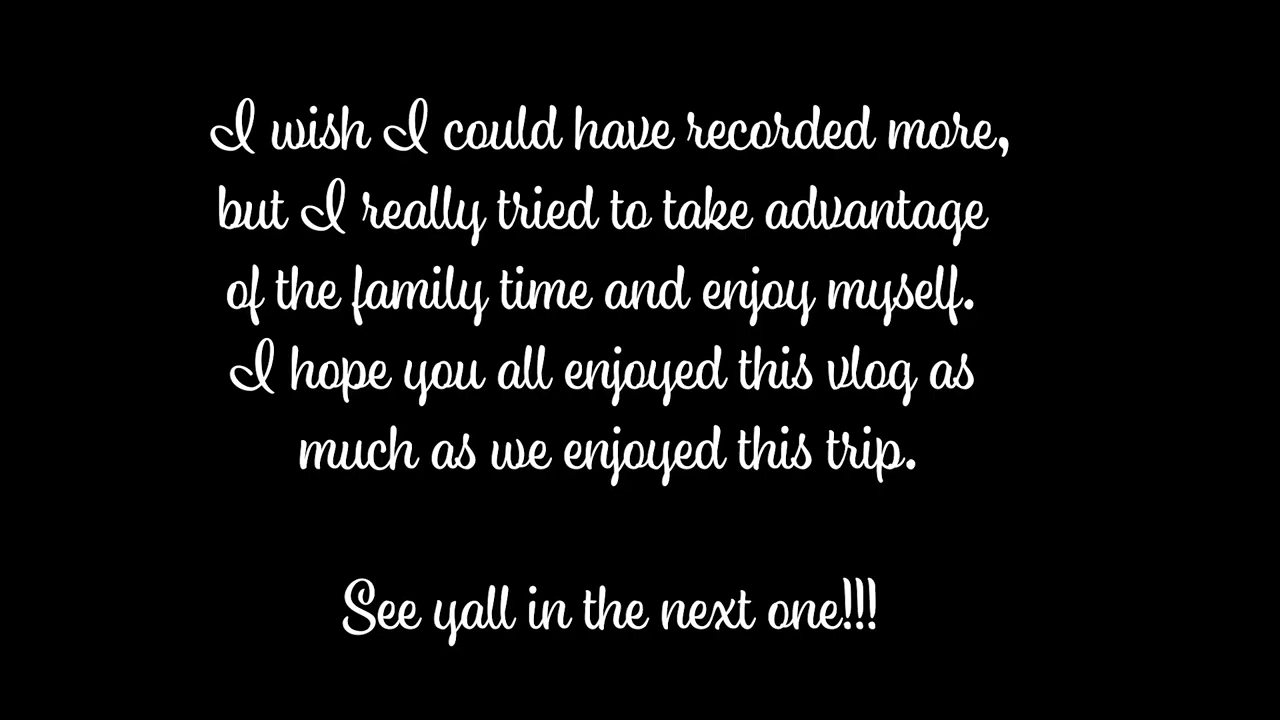 I wish I could have recorded more,
but I really tried to take advantage
of the family time and enjoy myself.
I hope you all enjoyed this vlog as
much as we enjoyed this trip.
See yall in the next one!!!